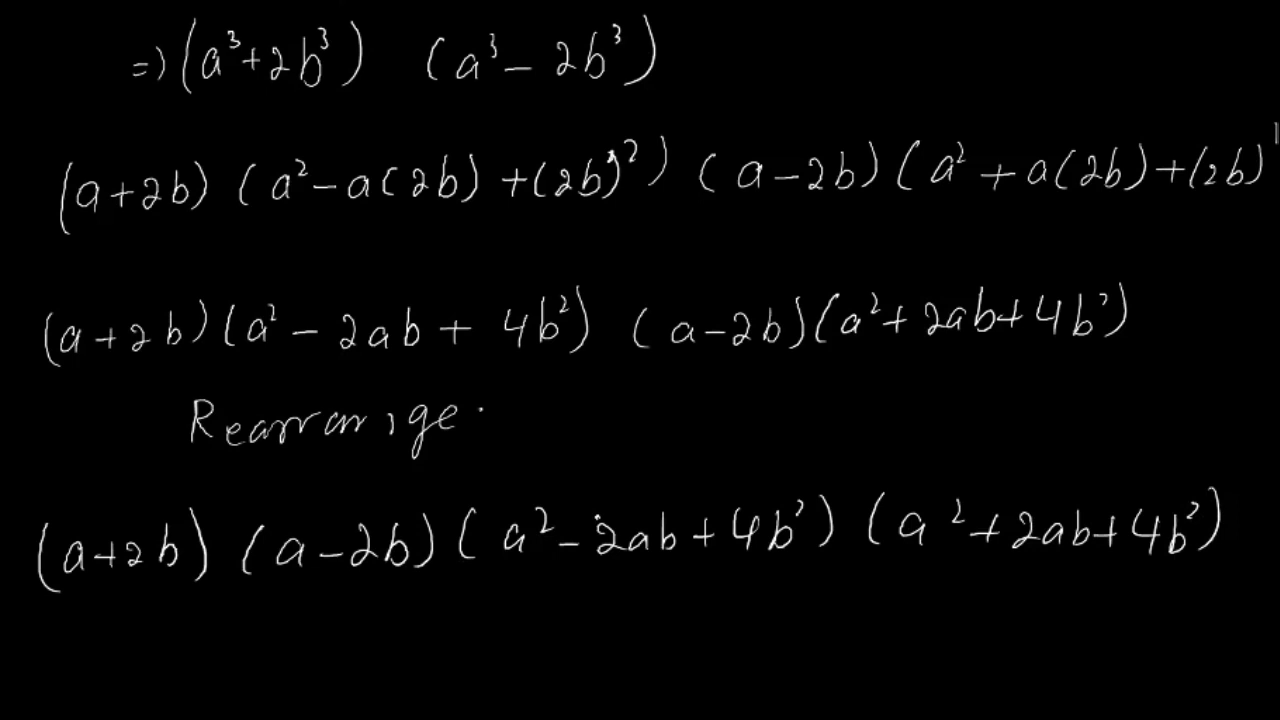 => (a³+2b³) (a³-2b³)
(a+2b) (a²-a(2b)+(2b)²) (a-2b) (a²+a(2b)+(2b)
(a+2b)(a²-2ab+4b²) (a-2b)(a²+2ab+4b²)
Rearrange.
(a+2b) (a-2b) (a²-2ab+4b²) (a²+2ab+4b²)